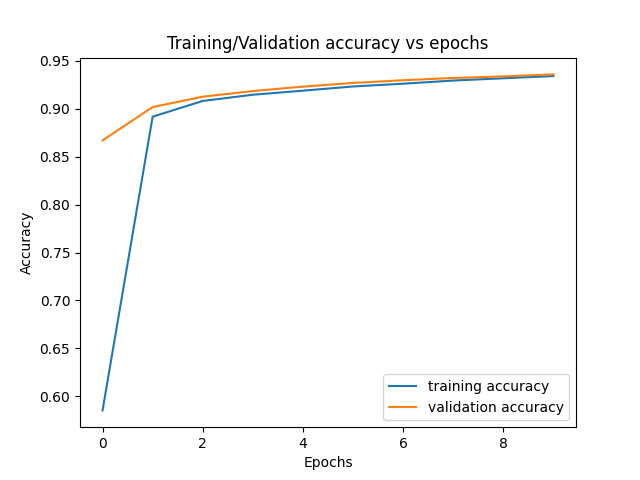 Training/Validation accuracy vs epochs
Accuracy
0.95
0.90
0.85
0.80
0.75
0.70
0.65
0.60
training accuracy
validation accuracy
0 2 4 6 8
Epochs